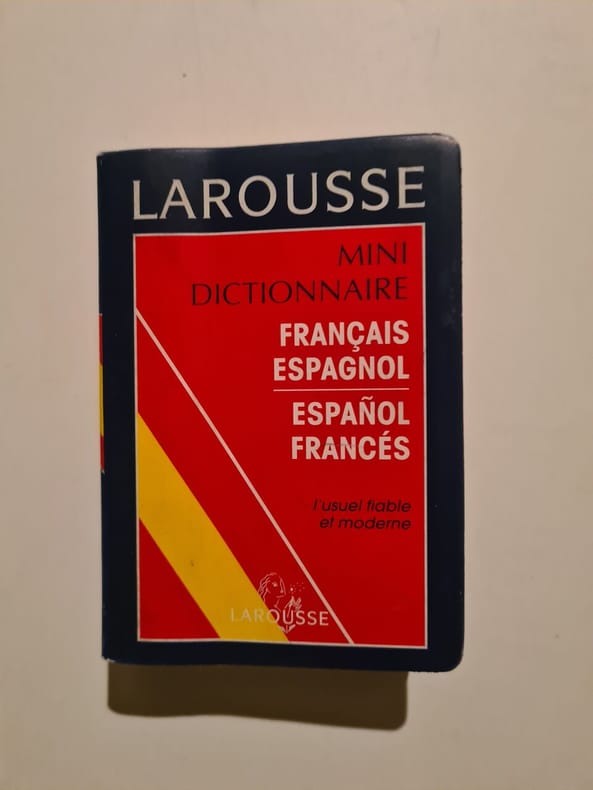 LAROUSSE
MINI
DICTIONNAIRE
FRANÇAIS
ESPAGNOL
ESPAÑOL
FRANCÉS
l'usuel fiable
et moderne
LAROUSSE